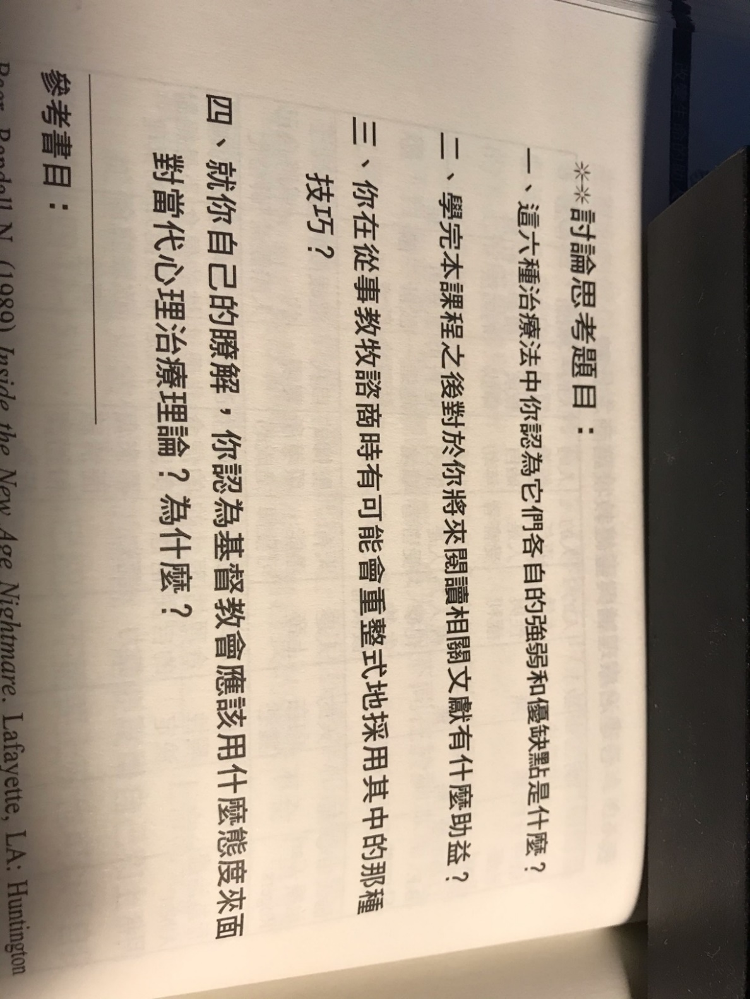 ※※討論思考題目：
一、這六種治療法中你認為它們各自的強弱和優缺點是什麼？
二、學完本課程之後對於你將來閱讀相關文獻有什麼助益？
三、你在從事教牧諮商時有可能會重整式地採用其中的那種
技巧？
四、就你自己的瞭解，你認為基督教會應該用什麼態度來面
對當代心理治療理論？為什麼？
參考書目：
Randall N. (1989) Inside the New Age Nightmare. Lafayette, LA: Huntington